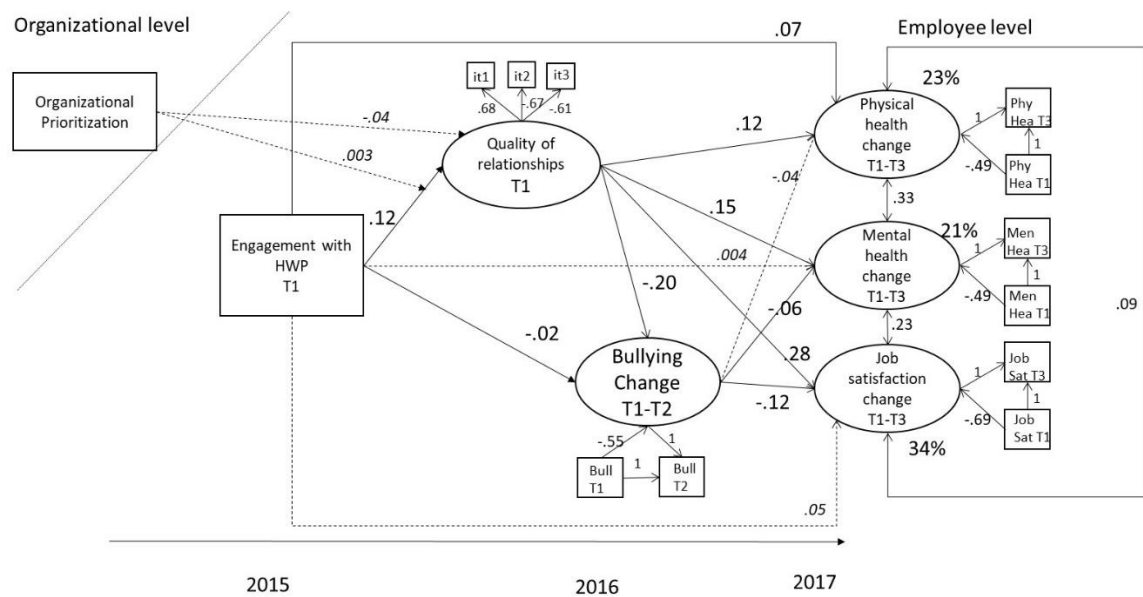 Organizational level
Employee level
.07
Organizational
Prioritization
it1
it2
it3
.68
-.67
-.61
-.04
.003
Quality of
relationships
T1
.12
Engagement with
HWP
T1
-.02
.12
-.04
.15
.004
-.20
-.06
.28
-.12
Bullying
Change
T1-T2
-.55
1
1
Bull
T1
Bull
T2
.05
23%
Physical
health
change
T1-T3
1
-.49
Phy
Hea T3
1
Phy
Hea T1
.33
21%
Mental
health
change
T1-T3
1
-.49
Men
Hea T3
1
Men
Hea T1
.23
Job
satisfaction
change
T1-T3
34%
1
-.69
Job
Sat T3
1
Job
Sat T1
.09
2015
2016
2017